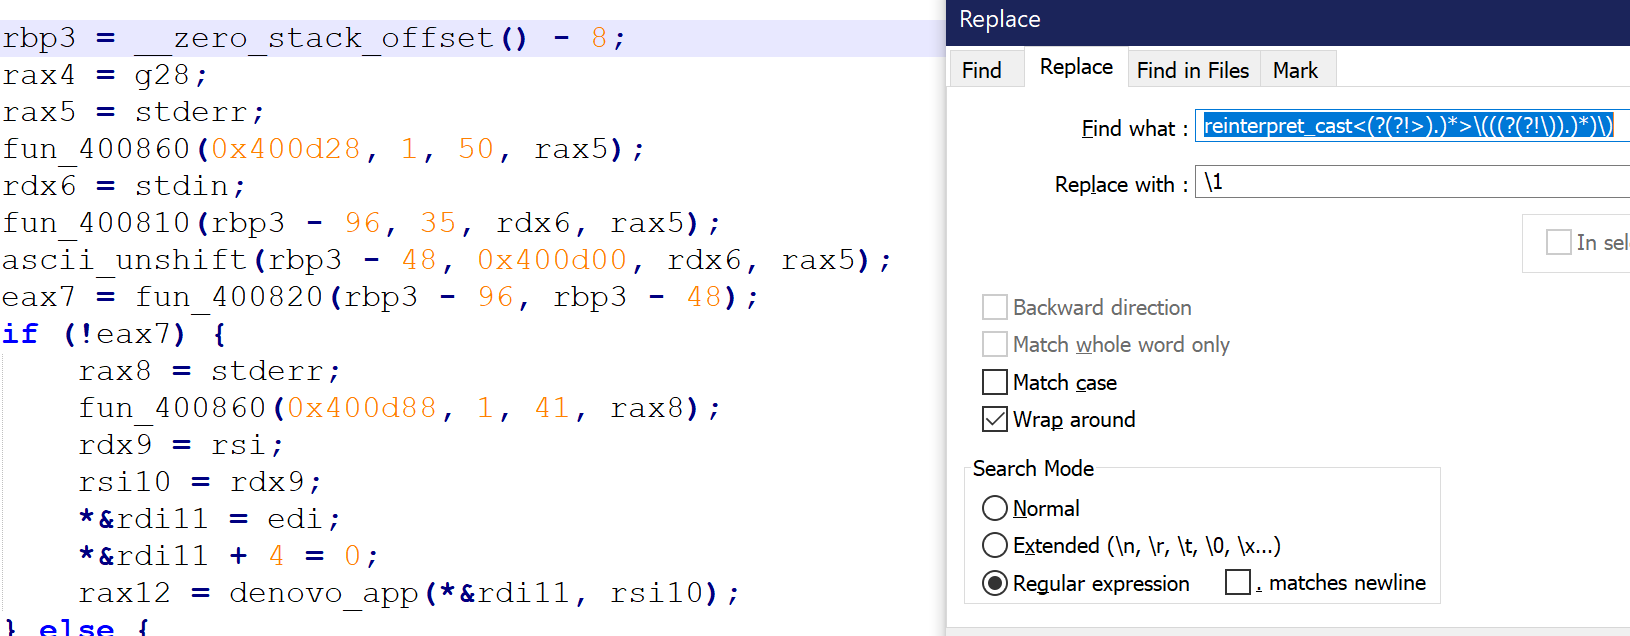 rbp3 = __zero_stack_offset() - 8;
rax4 = g28;
rax5 = stderr;
fun_400860(0x400d28, 1, 50, rax5);
rdx6 = stdin;
fun_400810(rbp3 - 96, 35, rdx6, rax5);
ascii_unshift(rbp3 - 48, 0x400d00, rdx6, rax5);
eax7 = fun_400820(rbp3 - 96, rbp3 - 48);
if (!eax7) {
    rax8 = stderr;
    fun_400860(0x400d88, 1, 41, rax8);
    rdx9 = rsi;
    rsi10 = rdx9;
    *&rdi11 = edi;
    *&rdi11 + 4 = 0;
    rax12 = denovo_app(*&rdi11, rsi10);
} else {
Replace
Find Replace Find in Files Mark
Find what : reinterpret_cast<(?(?!>).)*>\(((?(?!\)).)*)\)
Replace with : \1
In sel
Backward direction
Match whole word only
Match case
Wrap around
Search Mode
Normal
Extended (\n, \r, \t, \0, \x...)
Regular expression . matches newline